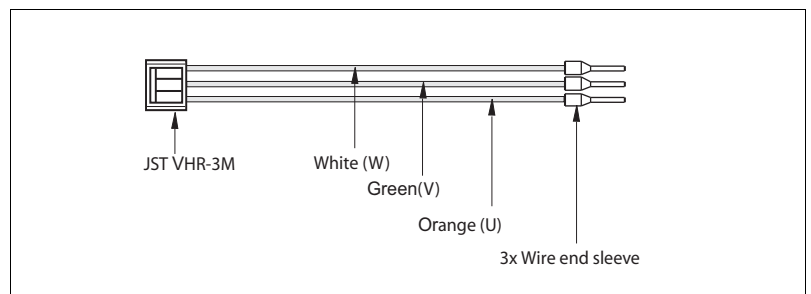 JST VHR-3M
White (W)
Green(V)
Orange (U)
3x Wire end sleeve